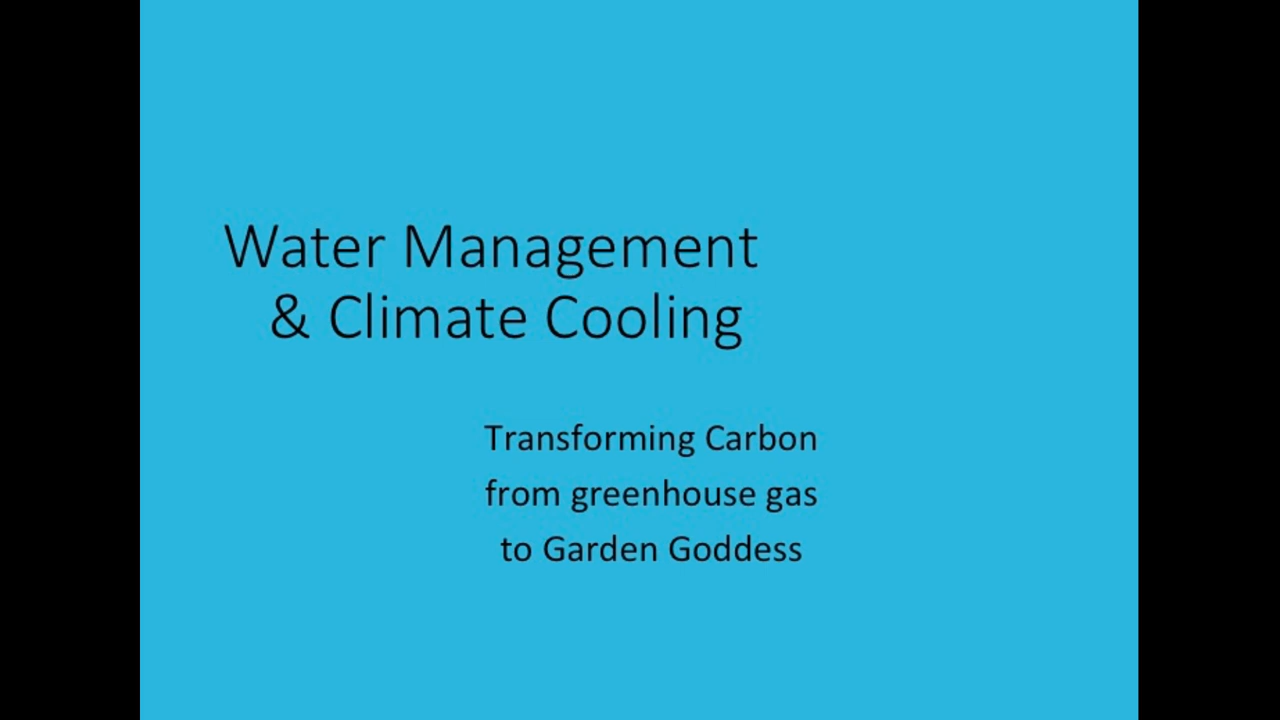 Water Management
& Climate Cooling
Transforming Carbon
from greenhouse gas
to Garden Goddess